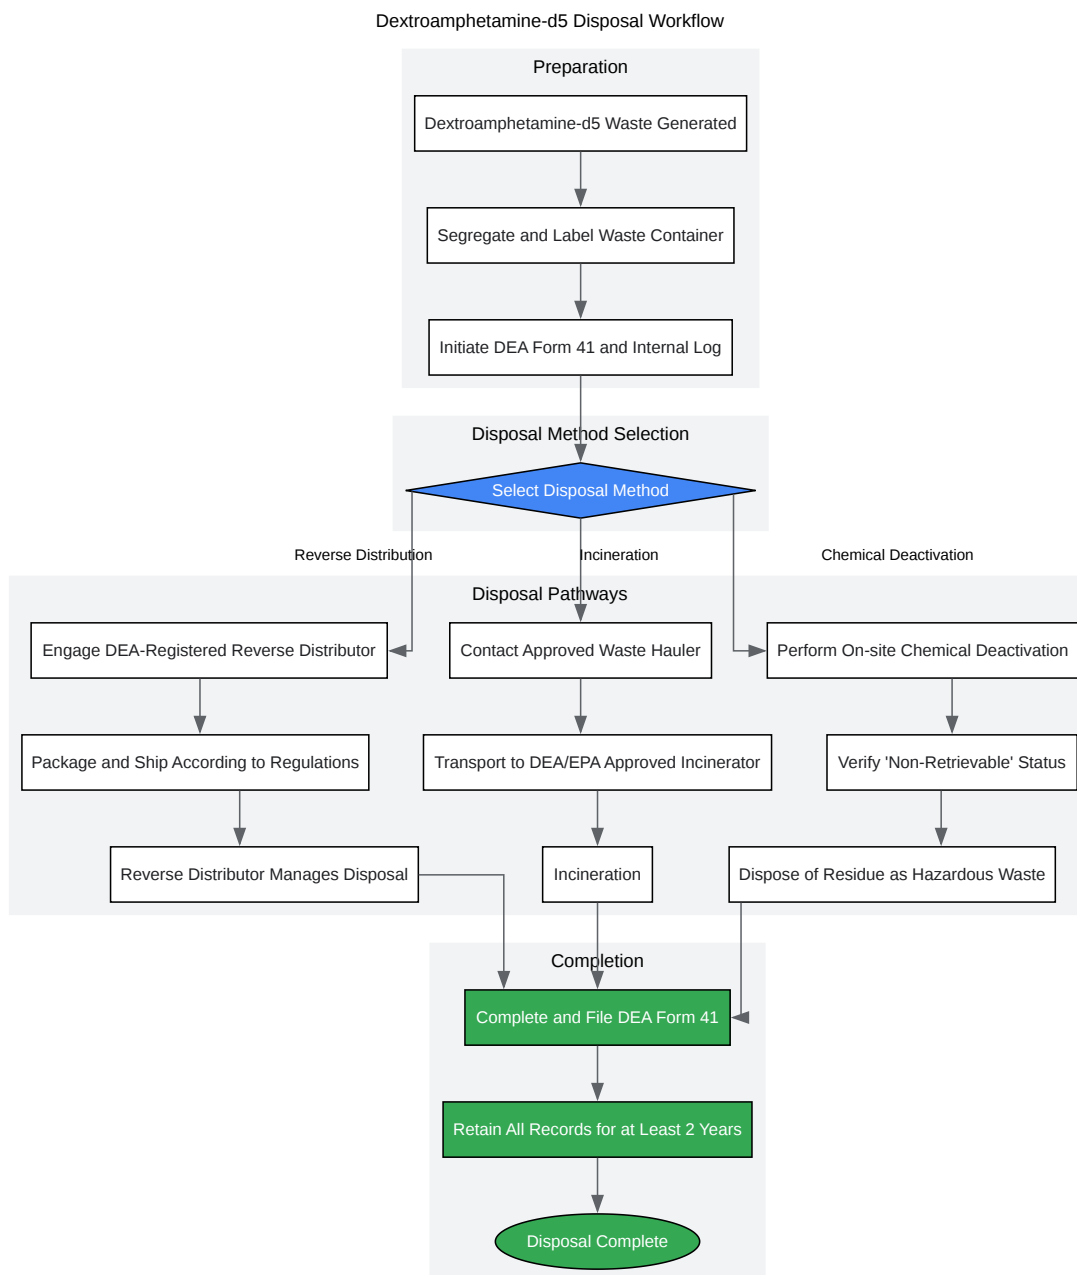 Dextroamphetamine-d5 Disposal Workflow
Preparation
Dextroamphetamine-d5 Waste Generated
Segregate and Label Waste Container
Initiate DEA Form 41 and Internal Log
Disposal Method Selection
Select Disposal Method
Reverse Distribution
Incineration
Chemical Deactivation
Disposal Pathways
Engage DEA-Registered Reverse Distributor
Contact Approved Waste Hauler
Perform On-site Chemical Deactivation
Package and Ship According to Regulations
Transport to DEA/EPA Approved Incinerator
Verify 'Non-Retrievable' Status
Reverse Distributor Manages Disposal
Incineration
Dispose of Residue as Hazardous Waste
Completion
Complete and File DEA Form 41
Retain All Records for at Least 2 Years
Disposal Complete